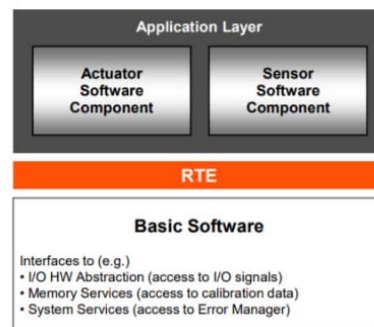 Application Layer
Actuator
Software
Component
Sensor
Software
Component
RTE
Basic Software
Interfaces to (e.g.)
• I/O HW Abstraction (access to I/O signals)
• Memory Services (access to calibration data)
• System Services (access to Error Manager)